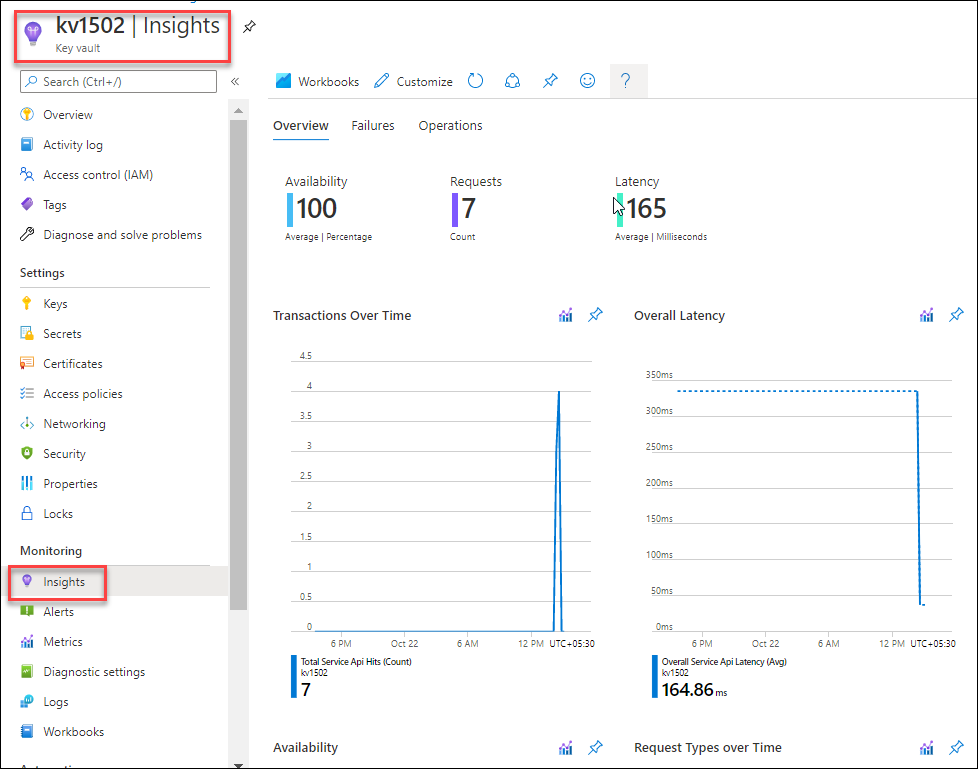 kv1502 | Insights
Key vault
Search (Ctrl+/)
«
Overview
Activity log
Access control (IAM)
Tags
Diagnose and solve problems
Settings
Keys
Secrets
Certificates
Access policies
Networking
Security
Properties
Locks
Monitoring
Insights
Alerts
Metrics
Diagnostic settings
Logs
Workbooks
Workbooks Customize ?
Overview Failures Operations
Availability
100
Average | Percentage
Requests
7
Count
Latency
165
Average | Milliseconds
Transactions Over Time
4.5
4
3.5
3
2.5
2
1.5
1
0.5
0
6 PM Oct 22 6 AM 12 PM UTC+05:30
Total Service Api Hits (Count)
kv1502
7
Overall Latency
350ms
300ms
250ms
200ms
150ms
100ms
50ms
0ms
6 PM Oct 22 6 AM 12 PM UTC+05:30
Overall Service Api Latency (Avg)
kv1502
164.86 ms
Availability
Request Types over Time